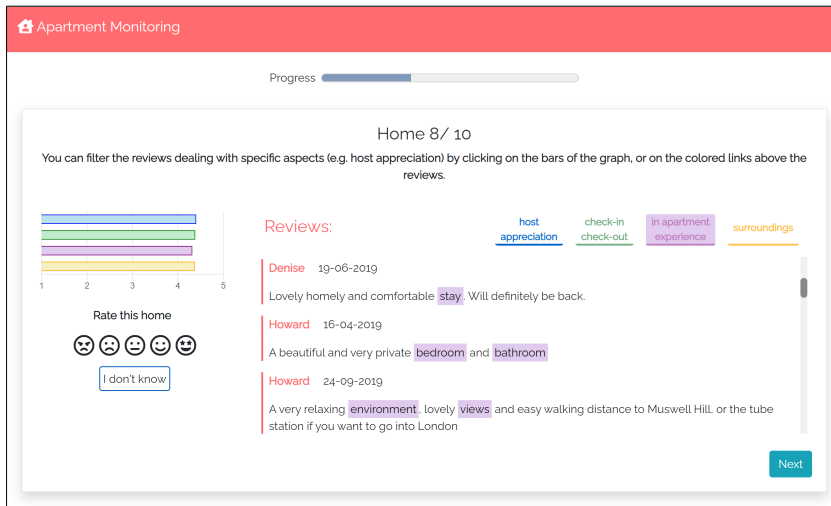 Apartment Monitoring
Progress
Home 8/ 10
You can filter the reviews dealing with specific aspects (e.g. host appreciation) by clicking on the bars of the graph, or on the colored links above the
reviews.
1 2 3 4 5
Rate this home
I don't know
Reviews:
host
appreciation
check-in
check-out
in apartment
experience
surroundings
Denise 19-06-2019
Lovely homely and comfortable stay. Will definitely be back.
Howard 16-04-2019
A beautiful and very private bedroom and bathroom
Howard 24-09-2019
A very relaxing environment, lovely views and easy walking distance to Muswell Hill, or the tube
station if you want to go into London
Next